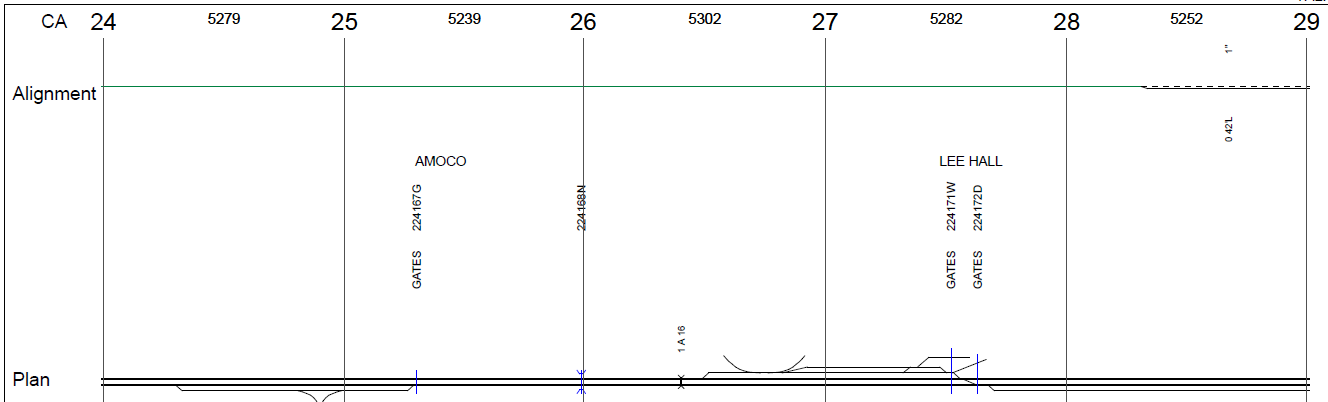 CA 24 5279 25 5239 26 5302 27 5282 28 5252 29
1"
Alignment
0 42'L
AMOCO
LEE HALL
224167G
224168N
224171W
224172D
GATES
GATES
GATES
1 A 16
Plan